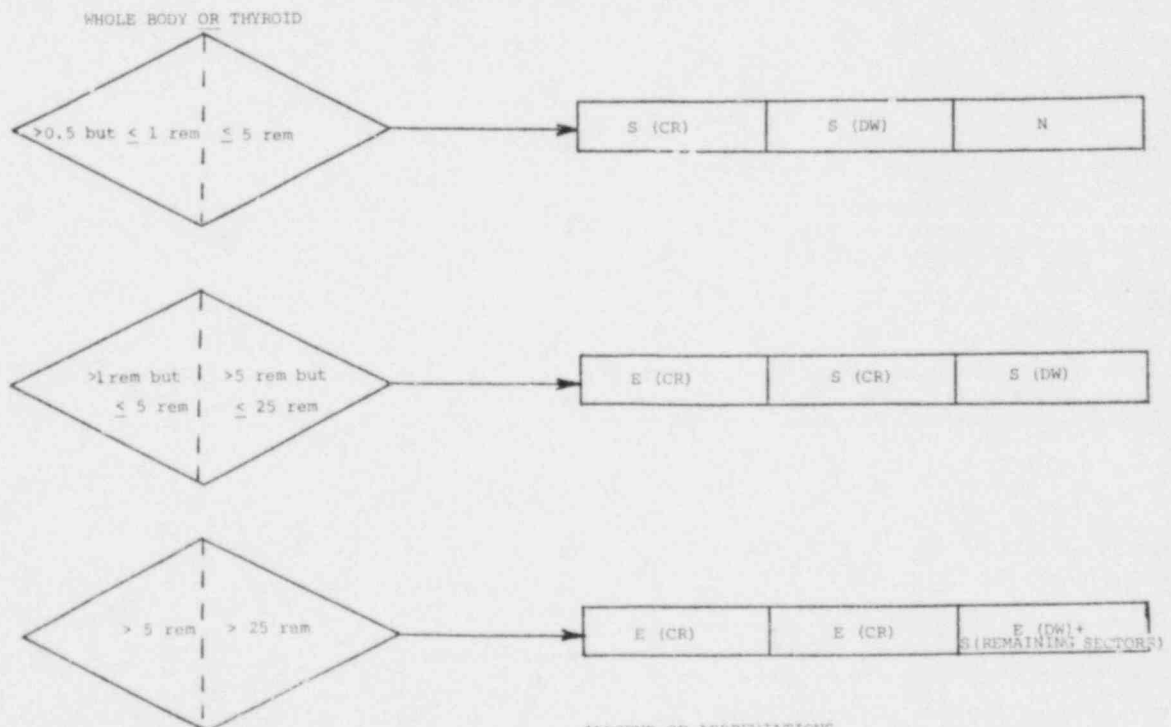 WHOLE BODY OR THYROID
>0.5 but ≤ 1 rem ≤ 5 rem
S (CR) S (DW) N
>1 rem but >5 rem but
≤ 5 rem ≤ 25 rem
E (CR) S (CR) S (DW)
> 5 rem > 25 rem
E (CR) E (CR) E (DW)+
S(REMAINING SECTORS)